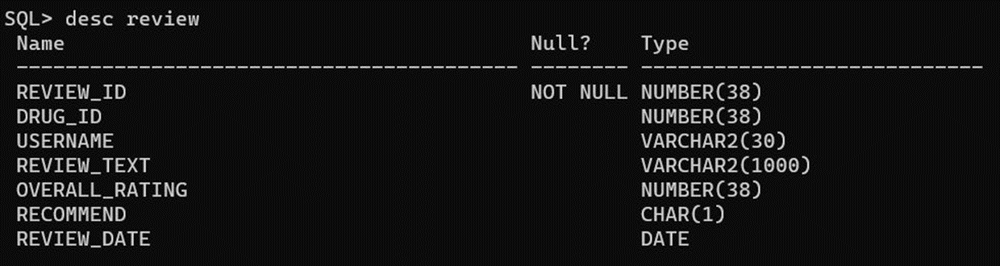 SQL> desc review
Name Null? Type
----------------------------------------- -------- ----------------------------
REVIEW_ID NOT NULL NUMBER(38)
DRUG_ID NUMBER(38)
USERNAME VARCHAR2(30)
REVIEW_TEXT VARCHAR2(1000)
OVERALL_RATING NUMBER(38)
RECOMMEND CHAR(1)
REVIEW_DATE DATE